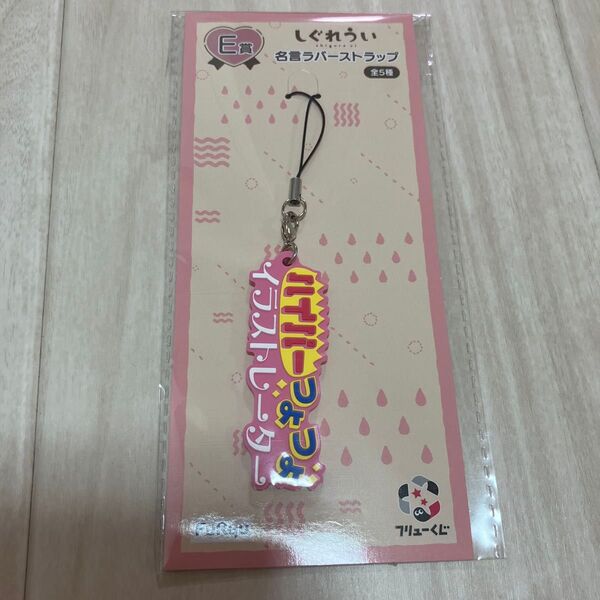 E賞
しぐれうい
shigure ui
名言ラバーストラップ
全5種
ハイパーつよつよ
イラストレーター
FuRyu
フリューくじ